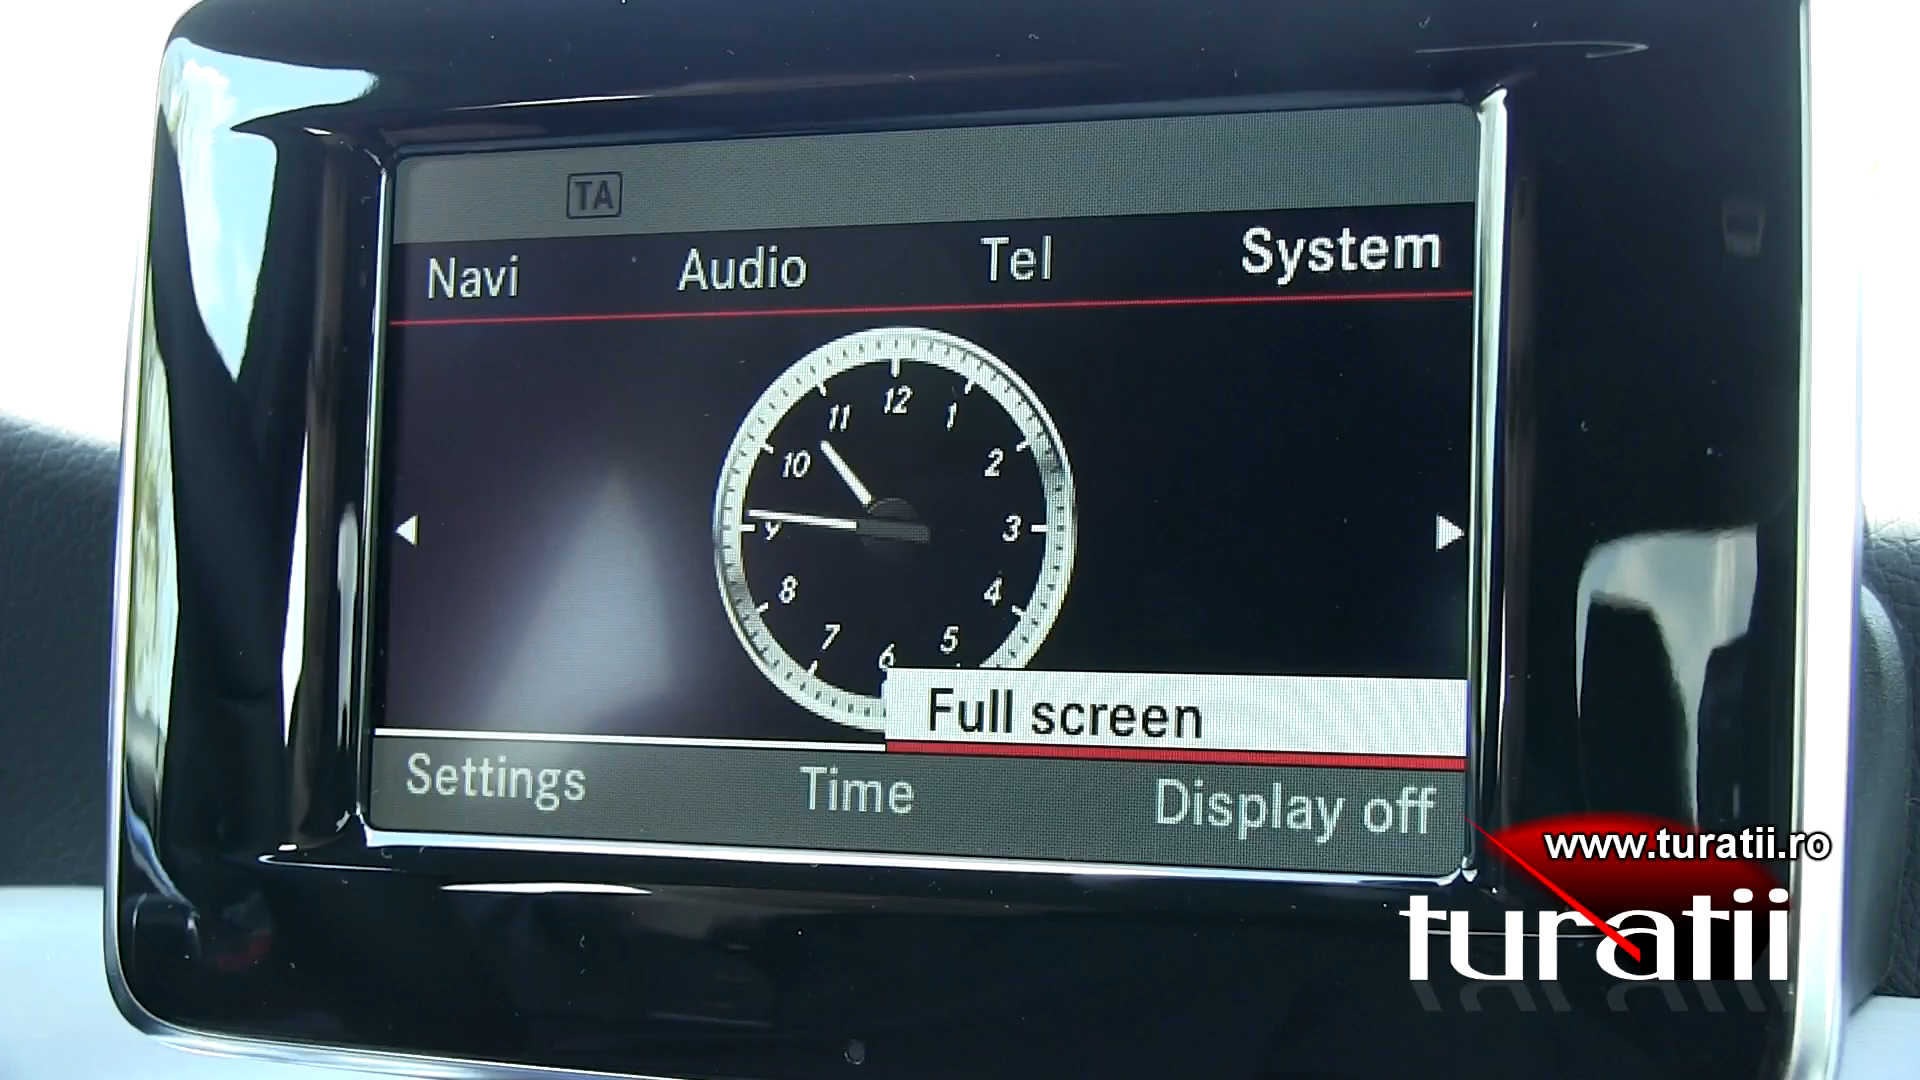 TA
Navi Audio Tel System
12
11 1
10 2
3
8 4
7 5
6
Full screen
Settings Time Display off
www.turatii.ro
turatii